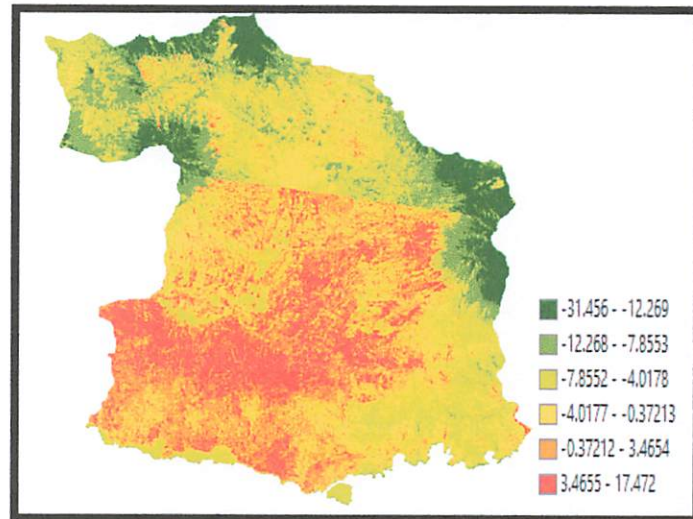 -31.456 - -12.269
-12.268 - -7.8553
-7.8552 - -4.0178
-4.0177 - -0.37213
-0.37212 - 3.4654
3.4655 - 17.472